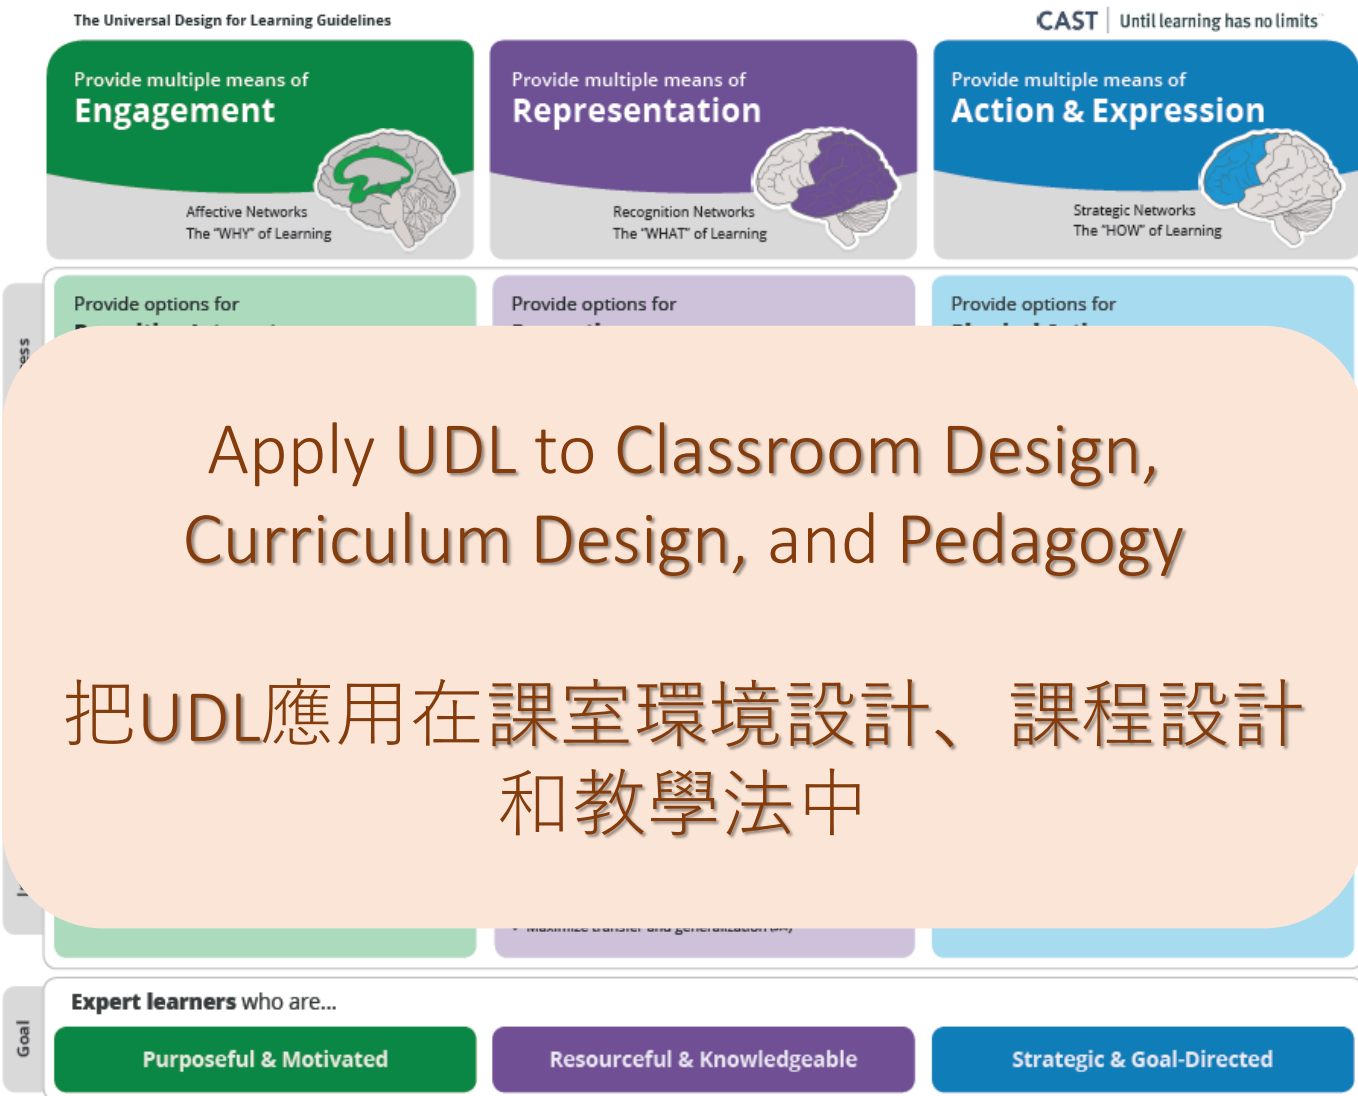 The Universal Design for Learning Guidelines
CAST | Until learning has no limits
Provide multiple means of
Engagement
Affective Networks
The "WHY" of Learning
Provide multiple means of
Representation
Recognition Networks
The "WHAT" of Learning
Provide multiple means of
Action & Expression
Strategic Networks
The "HOW" of Learning
Provide options for
Provide options for
Provide options for
Apply UDL to Classroom Design,
Curriculum Design, and Pedagogy
把UDL應用在課室環境設計、課程設計
和教學法中
Goal
Expert learners who are...
Purposeful & Motivated
Resourceful & Knowledgeable
Strategic & Goal-Directed